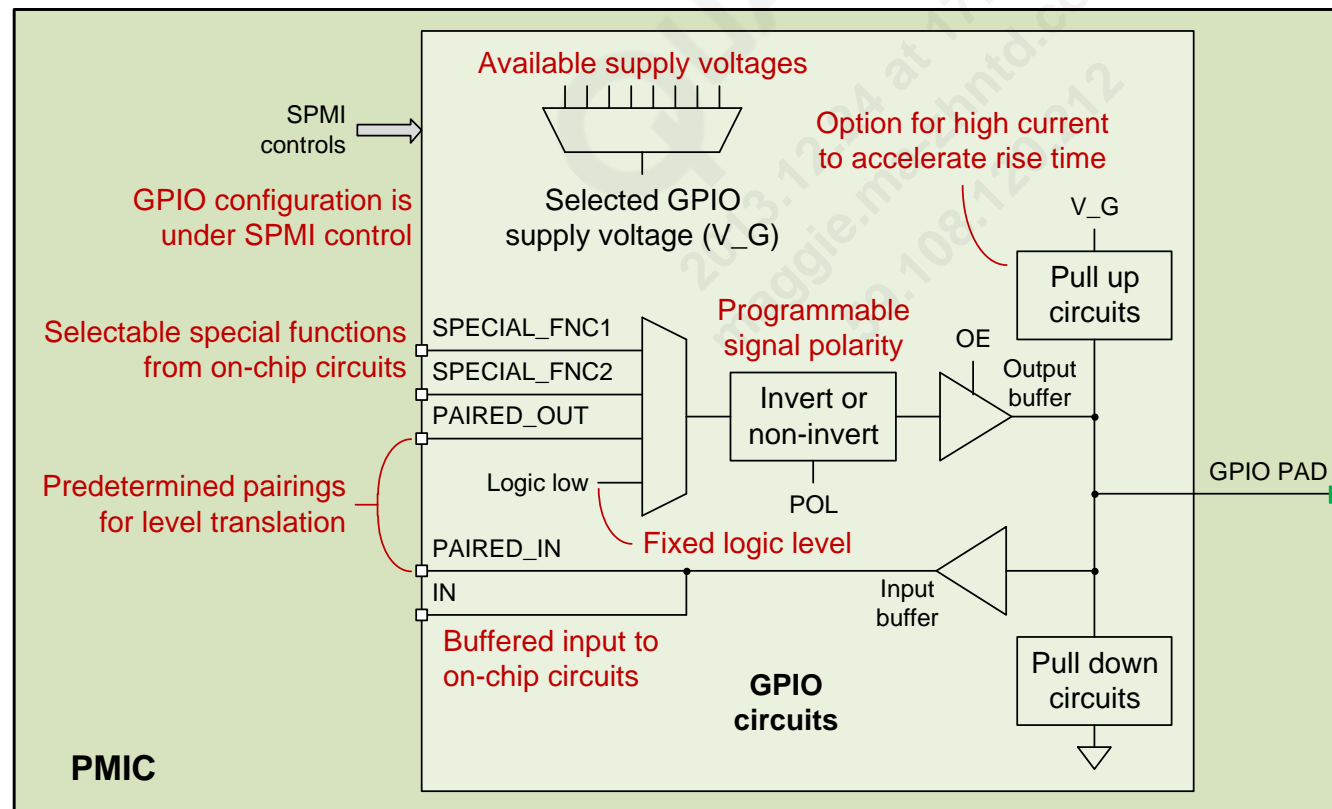 Available supply voltages
SPMI
controls
Option for high current
to accelerate rise time
GPIO configuration is
under SPMI control
Selected GPIO
supply voltage (V_G)
V_G
Pull up
circuits
Selectable special functions
from on-chip circuits
SPECIAL_FNC1
SPECIAL_FNC2
PAIRED_OUT
Programmable
signal polarity
OE
Output
buffer
Invert or
non-invert
Logic low
POL
GPIO PAD
Predetermined pairings
for level translation
Fixed logic level
PAIRED_IN
IN
Input
buffer
Buffered input to
on-chip circuits
Pull down
circuits
GPIO
circuits
PMIC